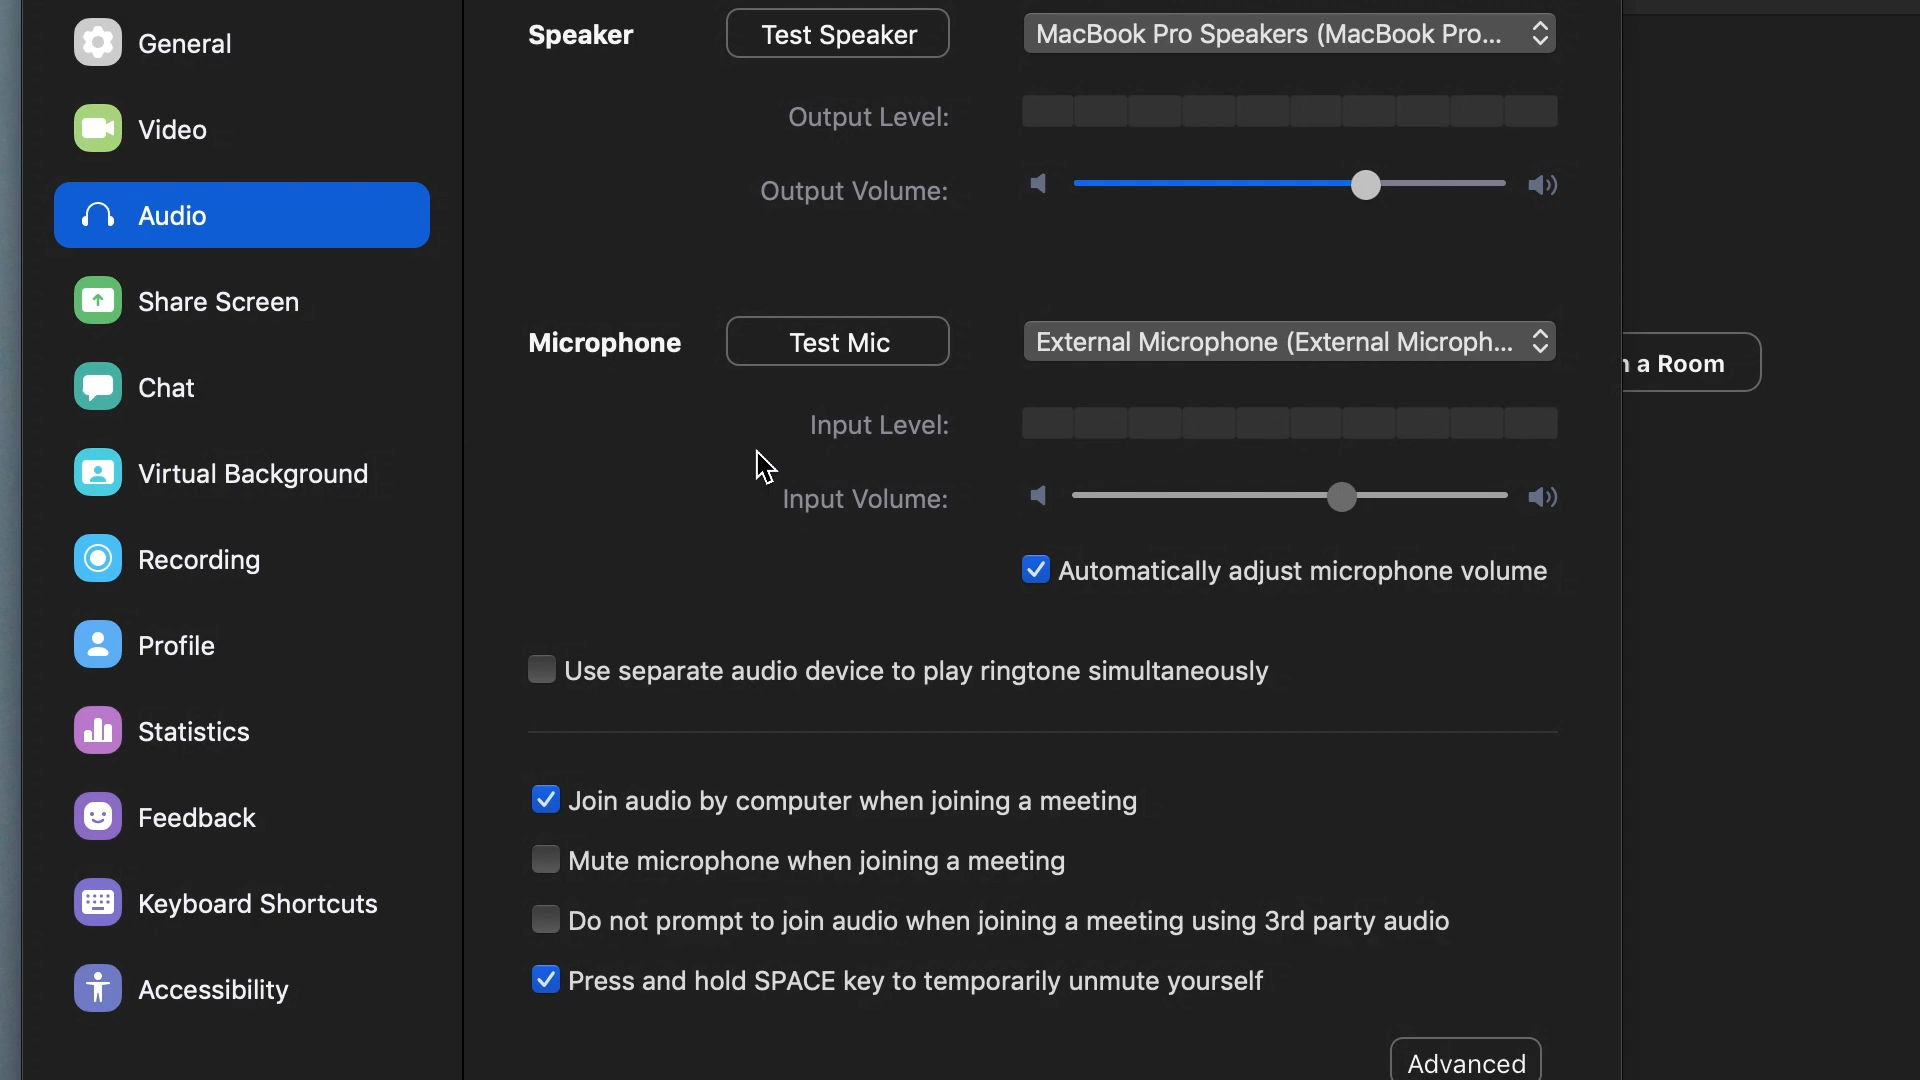 General
Video
Audio
Share Screen
Chat
Virtual Background
Recording
Profile
Statistics
Feedback
Keyboard Shortcuts
Accessibility
Speaker
Test Speaker
MacBook Pro Speakers (MacBook Pro...
Output Level:
Output Volume:
Microphone
Test Mic
External Microphone (External Microph...
Input Level:
Input Volume:
Automatically adjust microphone volume
Use separate audio device to play ringtone simultaneously
Join audio by computer when joining a meeting
Mute microphone when joining a meeting
Do not prompt to join audio when joining a meeting using 3rd party audio
Press and hold SPACE key to temporarily unmute yourself
Advanced
a Room